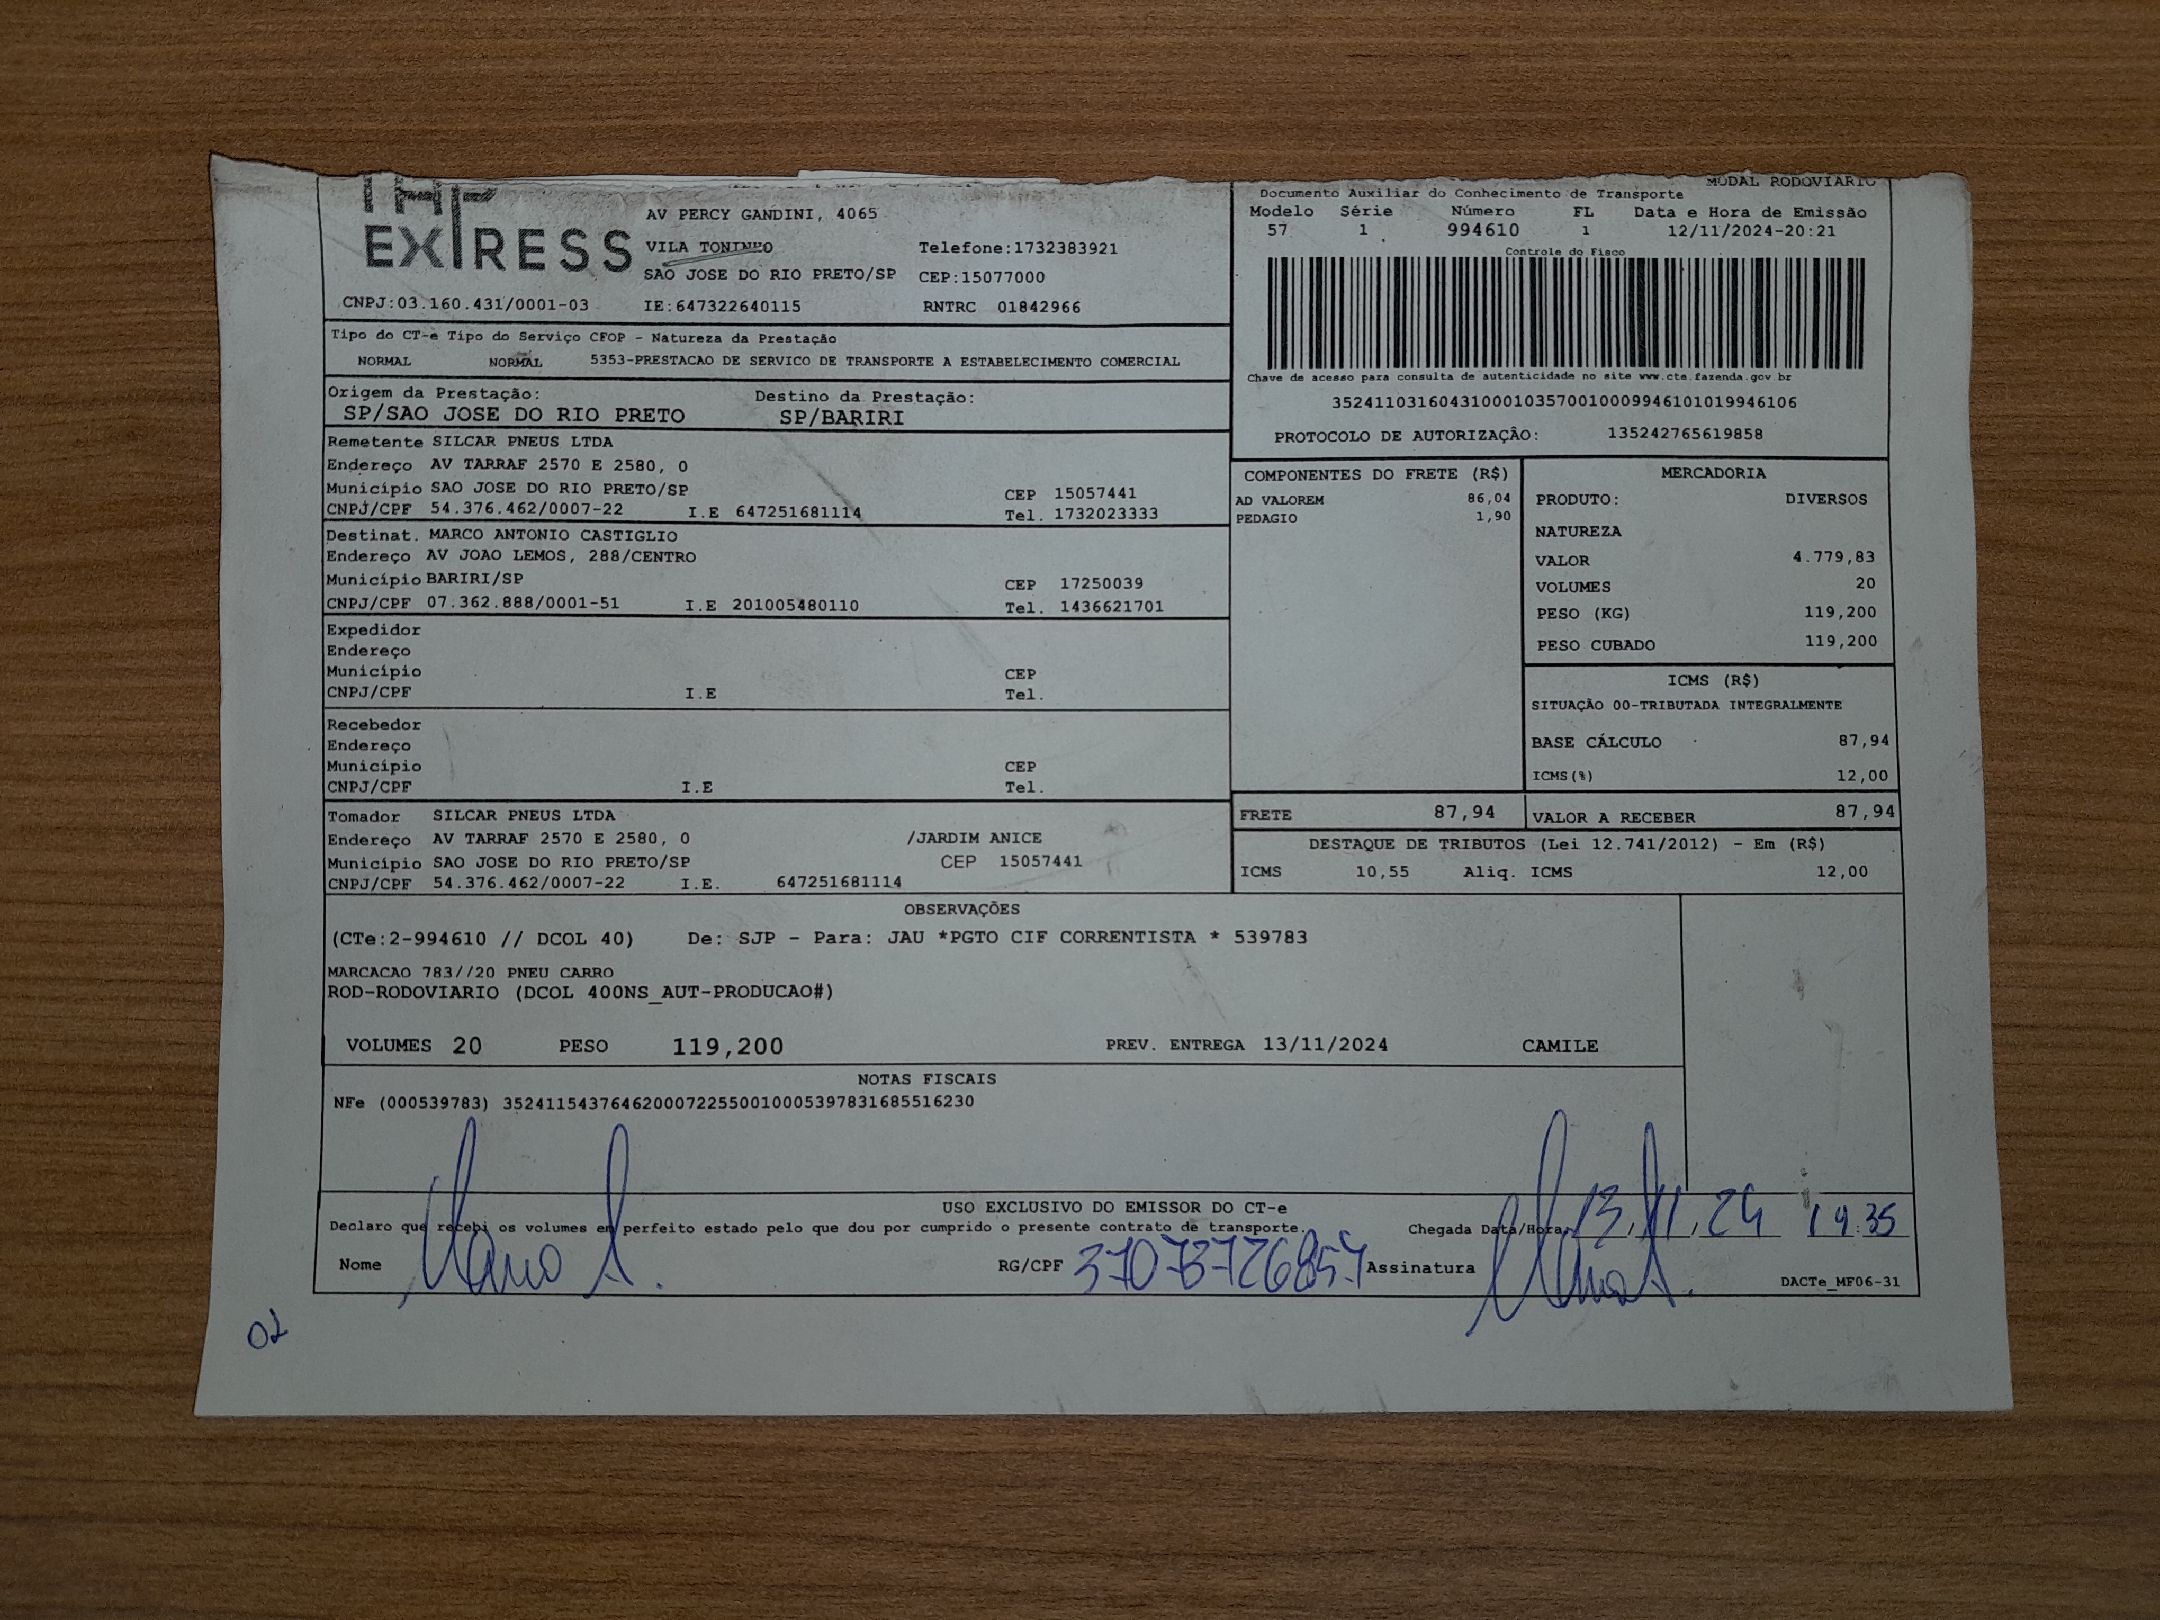 EXPRESS
AV PERCY GANDINI, 4065
VILA TONINHO Telefone:1732383921
SAO JOSE DO RIO PRETO/SP CEP:15077000
CNPJ:03.160.431/0001-03 IE:647322640115 RNTRC 01842966
MODAL RODOVIARIO
Documento Auxiliar do Conhecimento de Transporte
Modelo Série Número FL Data e Hora de Emissão
57 1 994610 1 12/11/2024-20:21
Controle do Fisco
Chave de acesso para consulta de autenticidade no site www.cte.fazenda.gov.br
35241103160431000103570010009946101019946106
PROTOCOLO DE AUTORIZAÇÃO: 135242765619858
Tipo do CT-e Tipo do Serviço CFOP - Natureza da Prestação
NORMAL NORMAL 5353-PRESTACAO DE SERVICO DE TRANSPORTE A ESTABELECIMENTO COMERCIAL
Origem da Prestação: Destino da Prestação:
SP/SAO JOSE DO RIO PRETO SP/BARIRI
Remetente SILCAR PNEUS LTDA
Endereço AV TARRAF 2570 E 2580, 0
Município SAO JOSE DO RIO PRETO/SP CEP 15057441
CNPJ/CPF 54.376.462/0007-22 I.E 647251681114 Tel. 1732023333
Destinat. MARCO ANTONIO CASTIGLIO
Endereço AV JOAO LEMOS, 288/CENTRO
Município BARIRI/SP CEP 17250039
CNPJ/CPF 07.362.888/0001-51 I.E 201005480110 Tel. 1436621701
Expedidor
Endereço
Município CEP
CNPJ/CPF I.E Tel.
Recebedor
Endereço
Município CEP
CNPJ/CPF I.E Tel.
Tomador SILCAR PNEUS LTDA
Endereço AV TARRAF 2570 E 2580, 0 /JARDIM ANICE
Município SAO JOSE DO RIO PRETO/SP CEP 15057441
CNPJ/CPF 54.376.462/0007-22 I.E. 647251681114
COMPONENTES DO FRETE (R$)
AD VALOREM 86,04
PEDAGIO 1,90
MERCADORIA
PRODUTO: DIVERSOS
NATUREZA
VALOR 4.779,83
VOLUMES 20
PESO (KG) 119,200
PESO CUBADO 119,200
ICMS (R$)
SITUAÇÃO 00-TRIBUTADA INTEGRALMENTE
BASE CÁLCULO 87,94
ICMS(%) 12,00
FRETE 87,94 VALOR A RECEBER 87,94
DESTAQUE DE TRIBUTOS (Lei 12.741/2012) - Em (R$)
ICMS 10,55 Aliq. ICMS 12,00
OBSERVAÇÕES
(CTe:2-994610 // DCOL 40) De: SJP - Para: JAU *PGTO CIF CORRENTISTA * 539783
MARCACAO 783//20 PNEU CARRO
ROD-RODOVIARIO (DCOL 400NS_AUT-PRODUCAO#)
VOLUMES 20 PESO 119,200 PREV. ENTREGA 13/11/2024 CAMILE
NOTAS FISCAIS
NFe (000539783) 35241154376462000722550010005397831685516230
USO EXCLUSIVO DO EMISSOR DO CT-e
Declaro que recebi os volumes em perfeito estado pelo que dou por cumprido o presente contrato de transporte. Chegada Data/Hora 13,11,24
Nome RG/CPF 37073726857 Assinatura
DACTe_MF06-31